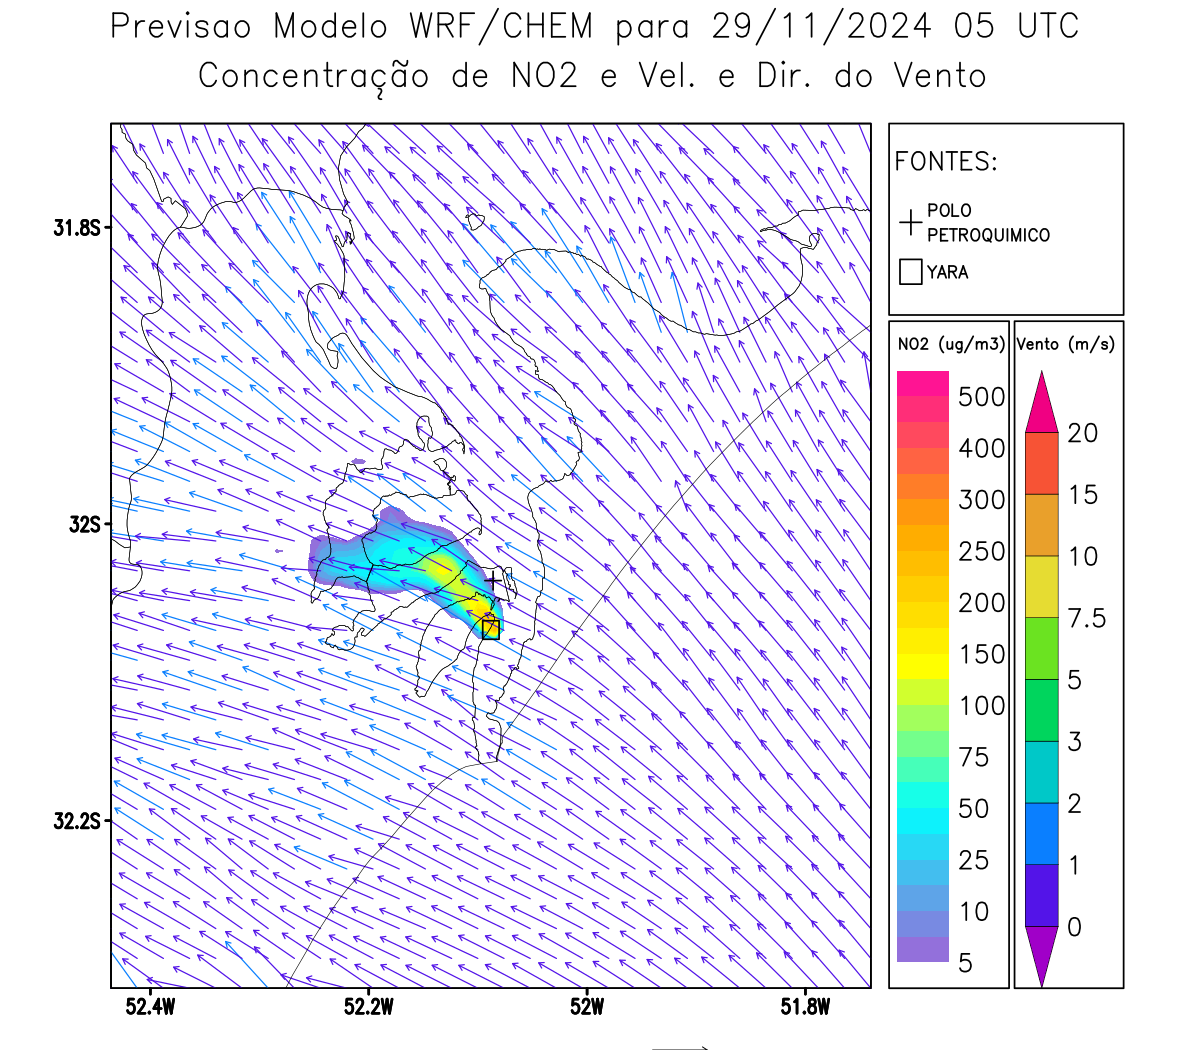 Previsao Modelo WRF/CHEM para 29/11/2024 05 UTC
Concentração de NO2 e Vel. e Dir. do Vento
FONTES:
POLO
PETROQUIMICO
YARA
NO2 (ug/m3)
500
400
300
250
200
150
100
75
50
25
10
5
Vento (m/s)
20
15
10
7.5
5
3
2
1
0
31.8S
32S
32.2S
52.4W
52.2W
52W
51.8W